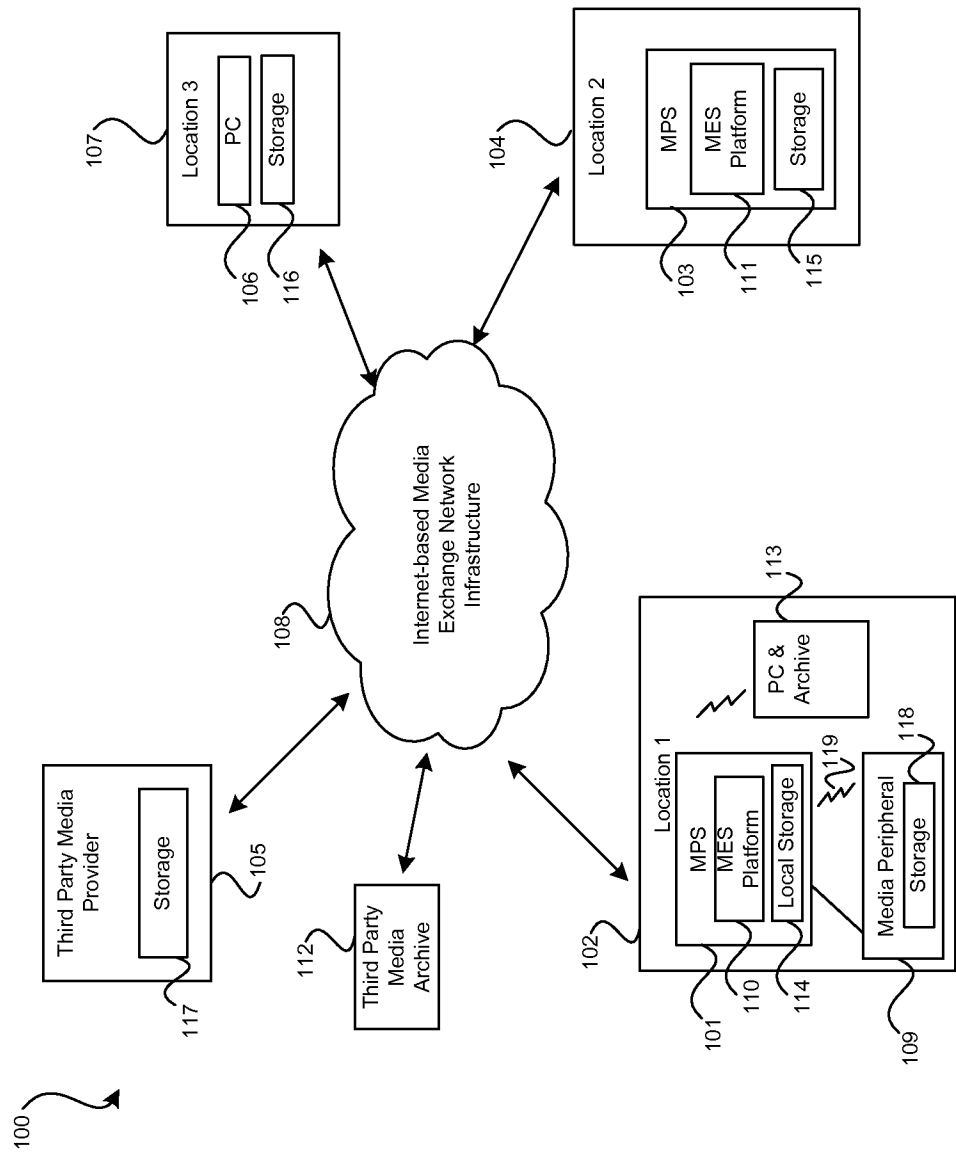 100
Third Party Media
Provider
Storage
117
105
112
Third Party
Media
Archive
108
Internet-based Media
Exchange Network
Infrastructure
107
Location 3
PC
Storage
106
116
104
Location 2
MPS
MES
Platform
Storage
103
111
115
102
Location 1
MPS
MES
Platform
Local Storage
101
110
114
PC &
Archive
113
119
Media Peripheral
Storage
118
109